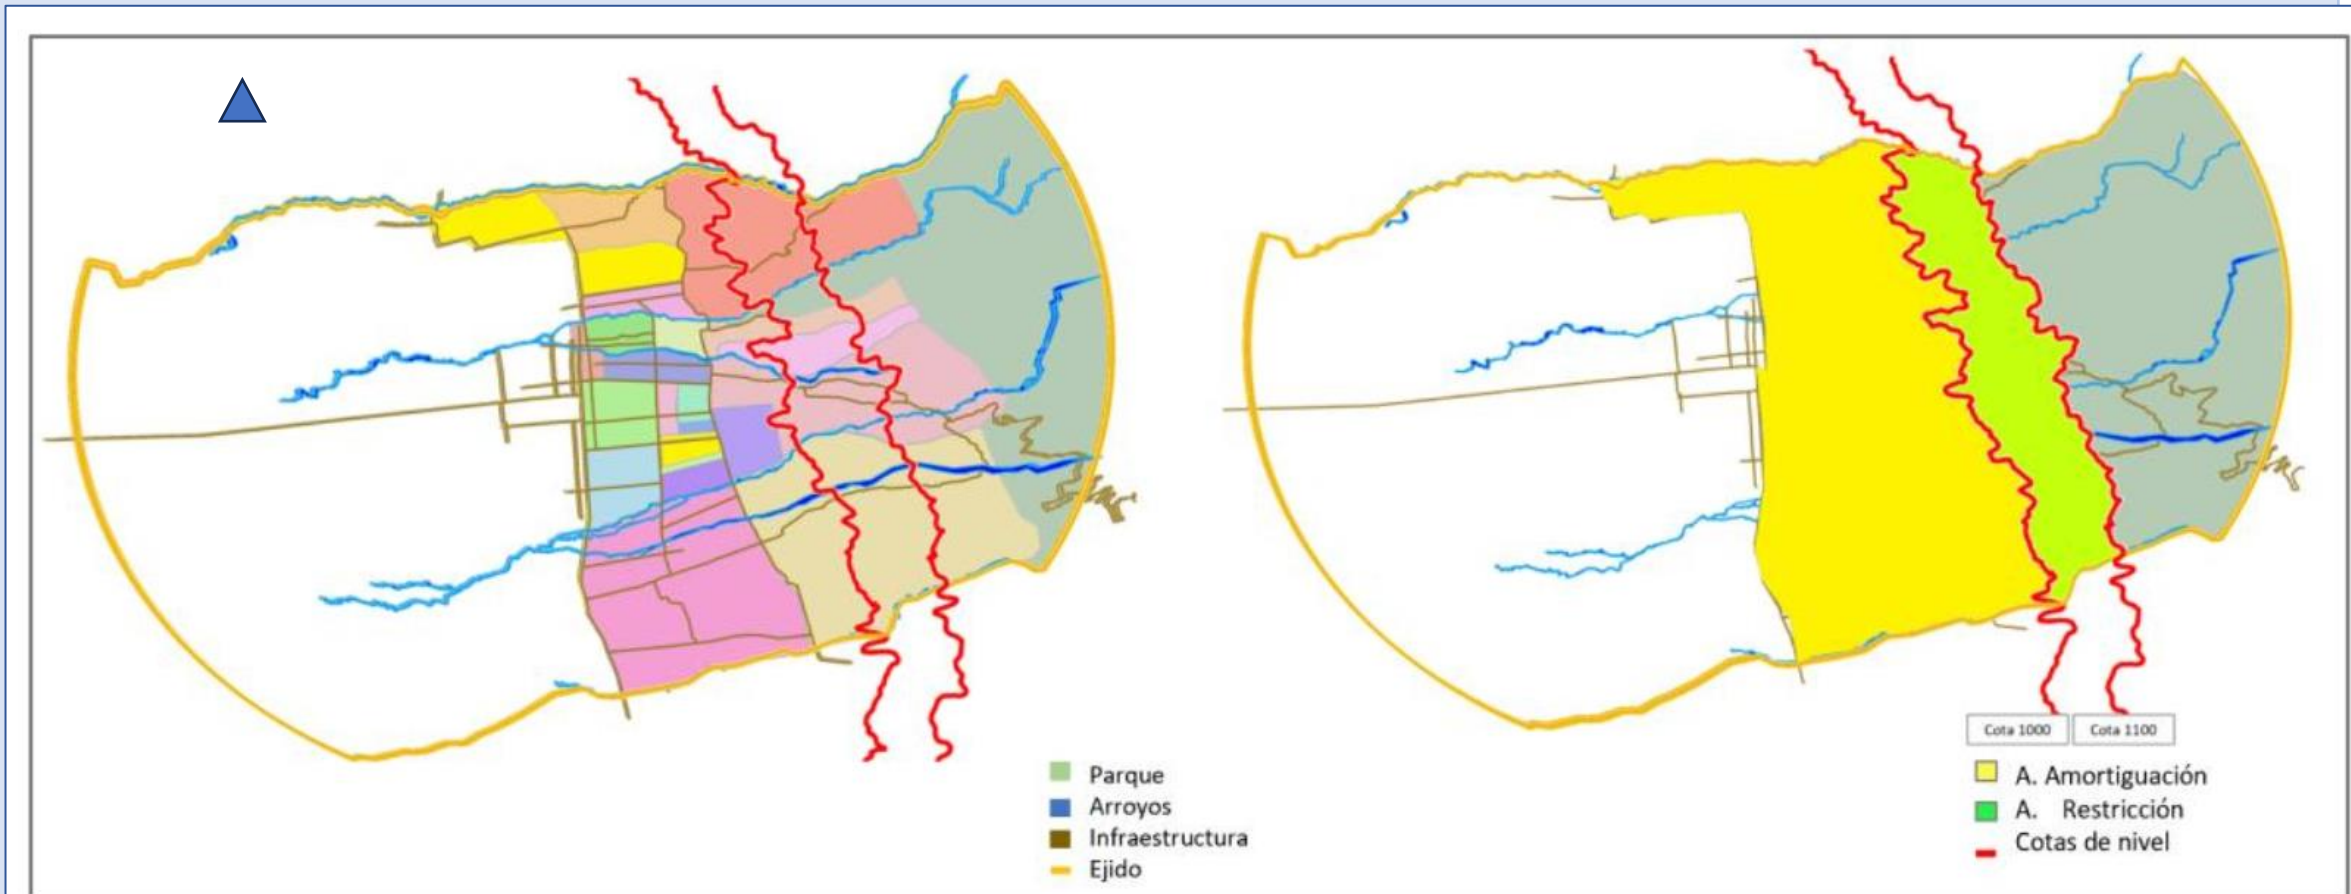 Parque
Arroyos
Infraestructura
Ejido
Cota 1000
Cota 1100
A. Amortiguación
A. Restricción
Cotas de nivel